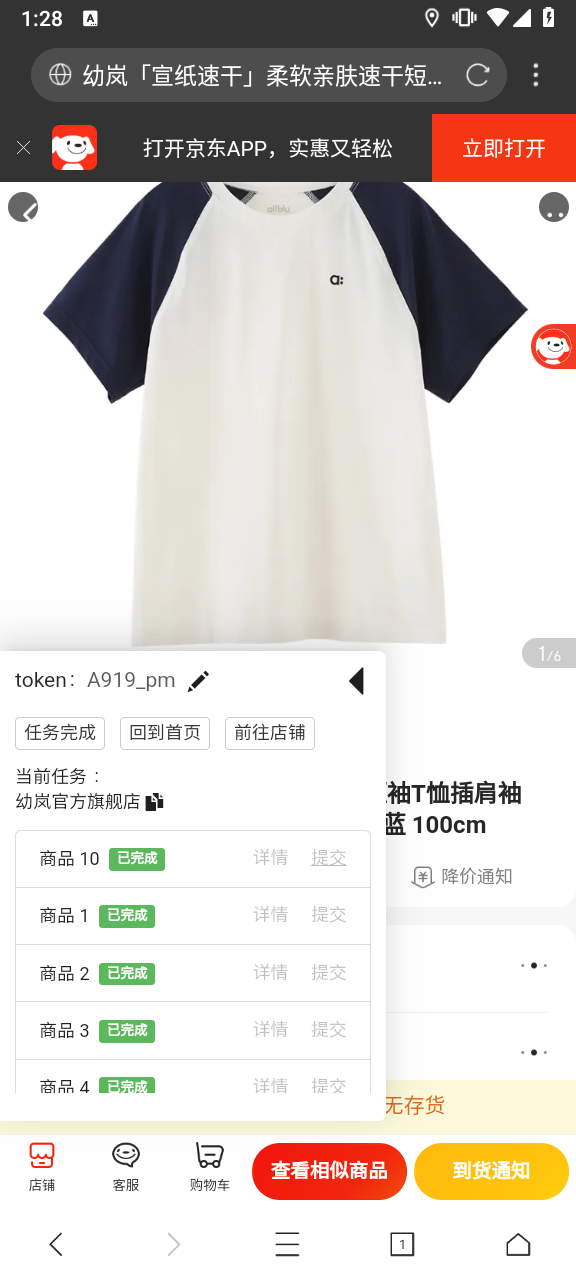 1:28
A
幼岚「宣纸速干」柔软亲肤速干短...
打开京东APP，实惠又轻松
立即打开
allblu
a:
1/6
token： A919_pm
任务完成
回到首页
前往店铺
当前任务：
幼岚官方旗舰店
袖T恤插肩袖
蓝 100cm
商品 10 已完成 详情 提交
降价通知
商品 1 已完成 详情 提交
商品 2 已完成 详情 提交
商品 3 已完成 详情 提交
商品 4 已完成 详情 提交
无存货
店铺
客服
购物车
查看相似商品
到货通知
1